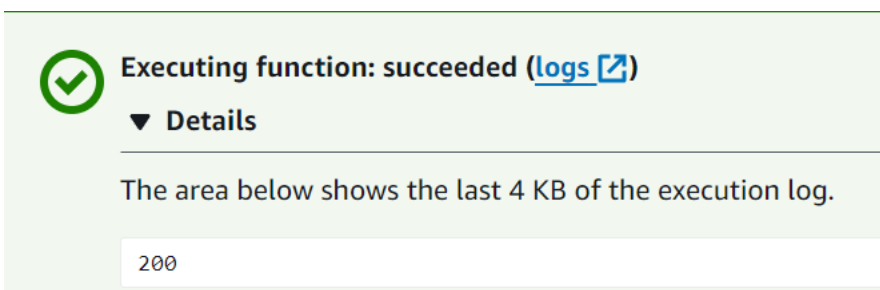 Executing function: succeeded (logs)
Details
The area below shows the last 4 KB of the execution log.
200